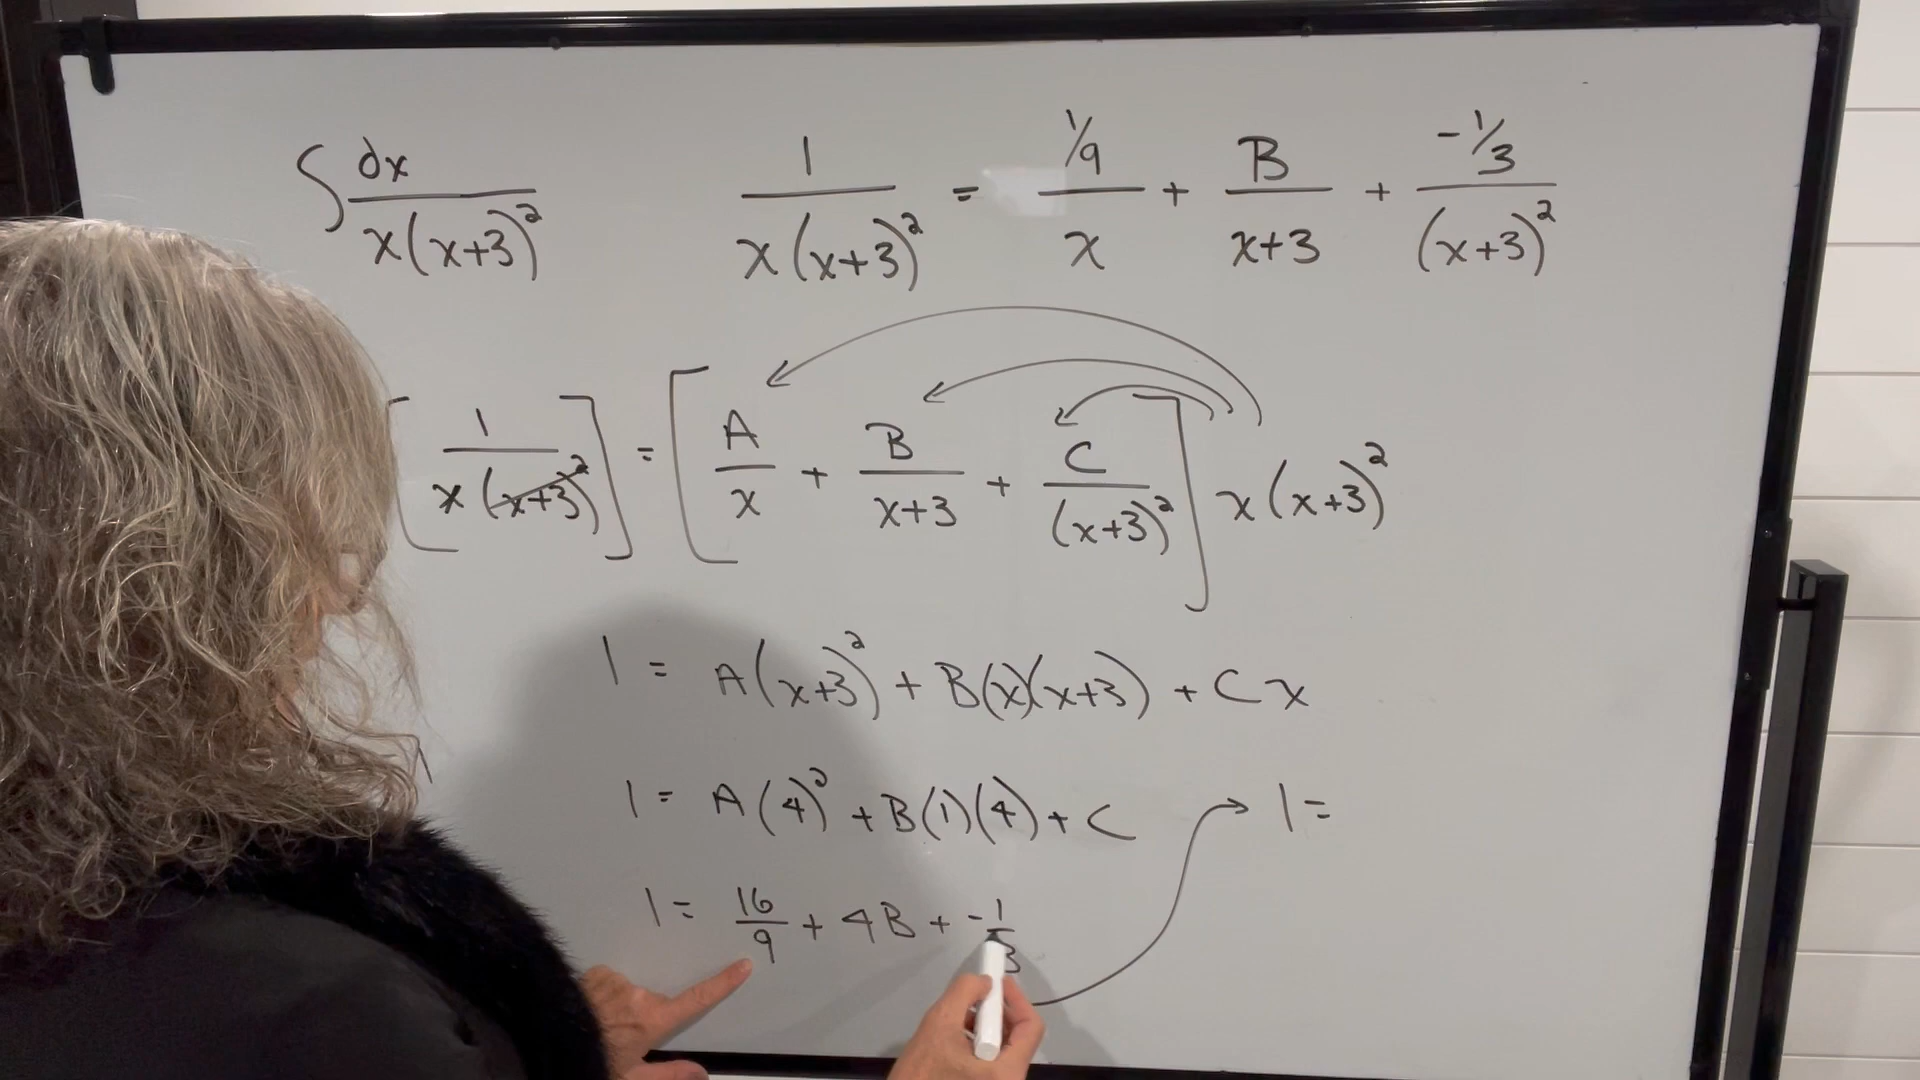 ∫ dx / x(x+3)² 1 / x(x+3)² = 1/9 / x + B / x+3 + -1/3 / (x+3)²
[ 1 / x(x+3)² ] = [ A / x + B / x+3 + C / (x+3)² ] x(x+3)²
1 = A(x+3)² + B(x)(x+3) + Cx
1 = A(4)² + B(1)(4) + C → 1 =
1 = 16/9 + 4B + -1/3